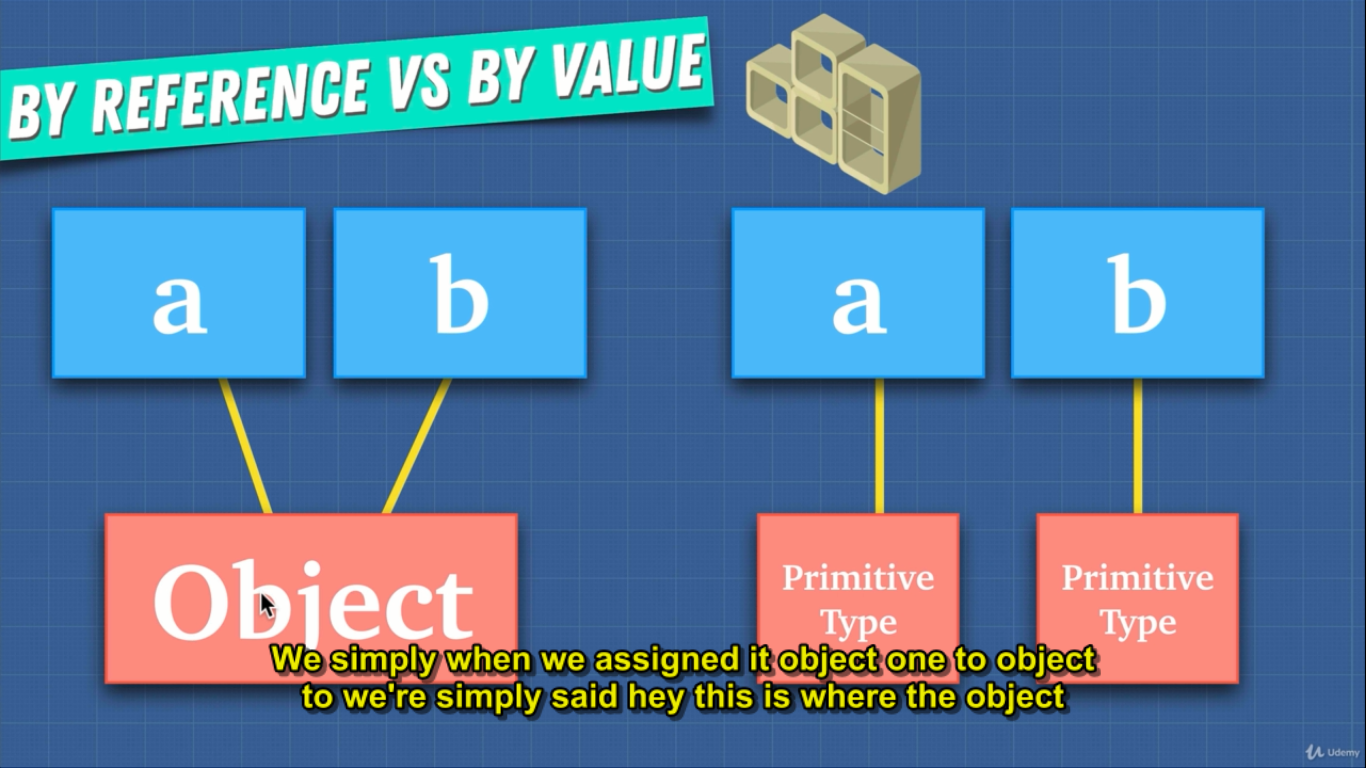 BY REFERENCE VS BY VALUE
a
b
a
b
Object
Primitive
Type
Primitive
Type
We simply when we assigned it object one to object
to we're simply said hey this is where the object
Udemy